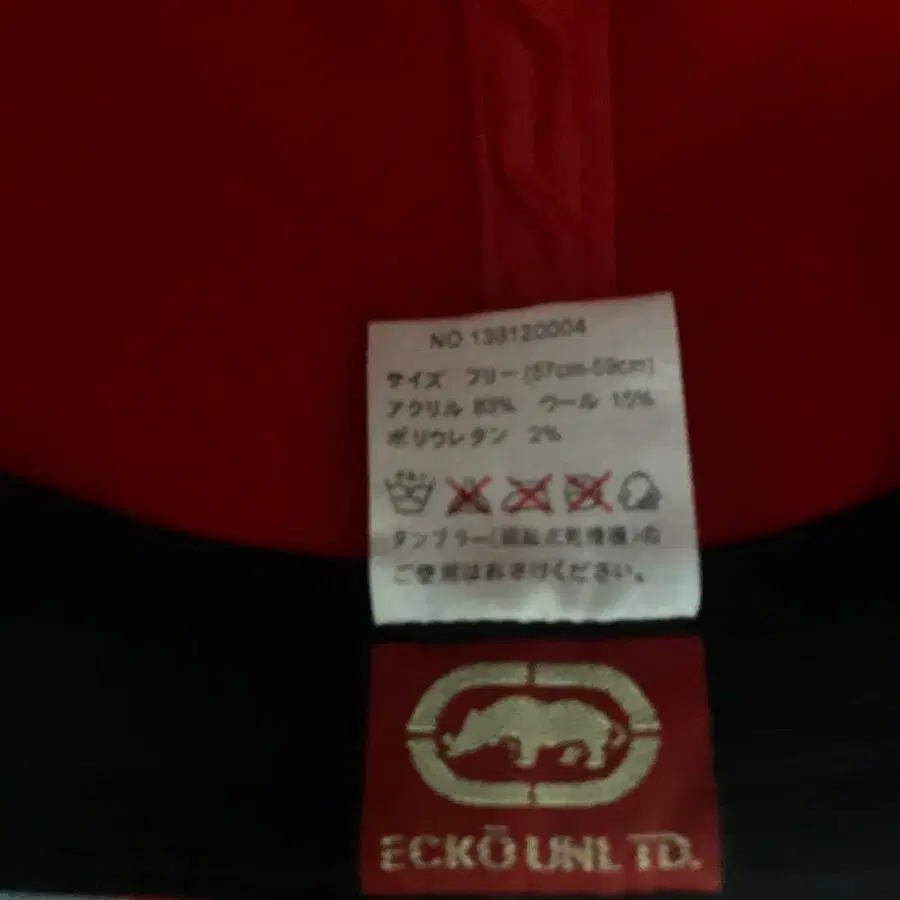 NO 133120004
サイズ フリー (57cm-59cm)
アクリル 83% ウール 15%
ポリウレタン 2%
タンブラー(回転式乾燥機)の
ご使用はおさけください。
ECKŌ UNLTD.